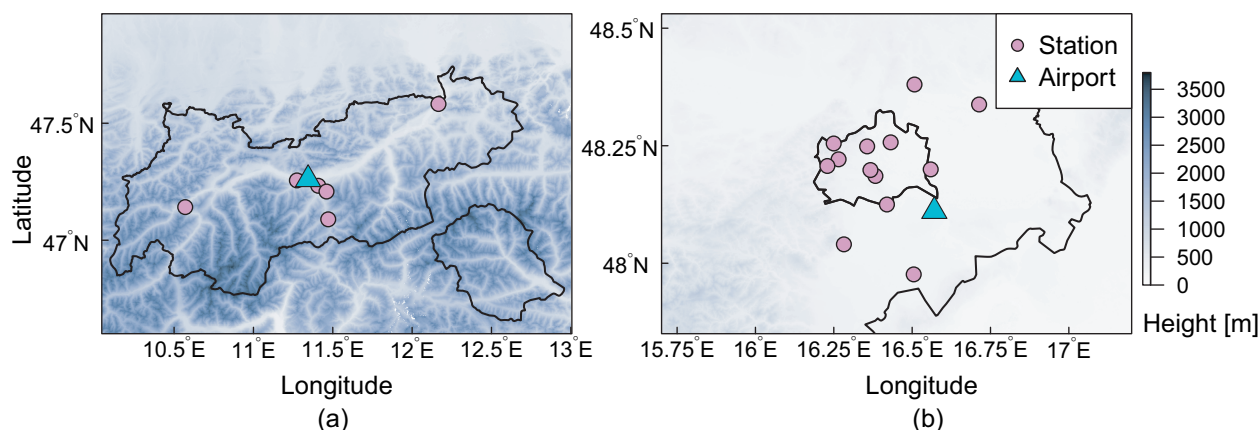 Latitude
47.5°N
47°N
10.5°E 11°E 11.5°E 12°E 12.5°E 13°E
Longitude
(a)
48.5°N
48.25°N
48°N
15.75°E 16°E 16.25°E 16.5°E 16.75°E 17°E
Longitude
(b)
Station
Airport
3500
3000
2500
2000
1500
1000
500
0
Height [m]